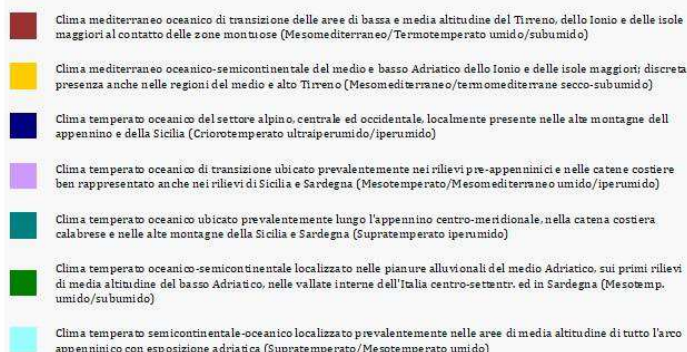 Clima mediterraneo oceanico di transizione delle aree di bassa e media altitudine del Tirreno, dello Ionio e delle isole
maggiori al contatto delle zone montuose (Mesomediterraneo/Termotemperato umido/subumido)
Clima mediterraneo oceanico-semicontinentale del medio e basso Adriatico dello Ionio e delle isole maggiori; discreta
presenza anche nelle regioni del medio e alto Tirreno (Mesomediterraneo/termomediterrane secco-subumido)
Clima temperato oceanico del settore alpino, centrale ed occidentale, localmente presente nelle alte montagne dell
appennino e della Sicilia (Criorotemperato ultraiperumido/iperumido)
Clima temperato oceanico di transizione ubicato prevalentemente nei rilievi pre-appenninici e nelle catene costiere
ben rappresentato anche nei rilievi di Sicilia e Sardegna (Mesotemperato/Mesomediterraneo umido/iperumido)
Clima temperato oceanico ubicato prevalentemente lungo l'appennino centro-meridionale, nella catena costiera
calabrese e nelle alte montagne della Sicilia e Sardegna (Supratemperato iperumido)
Clima temperato oceanico-semicontinentale localizzato nelle pianure alluvionali del medio Adriatico, sui primi rilievi
di media altitudine del basso Adriatico, nelle vallate interne dell'Italia centro-settentr. ed in Sardegna (Mesotemp.
umido/subumido)
Clima temperato semicontinentale-oceanico localizzato prevalentemente nelle aree di media altitudine di tutto l'arco
appenninico con esposizione adriatica (Supratemperato/Mesotemperato umido)